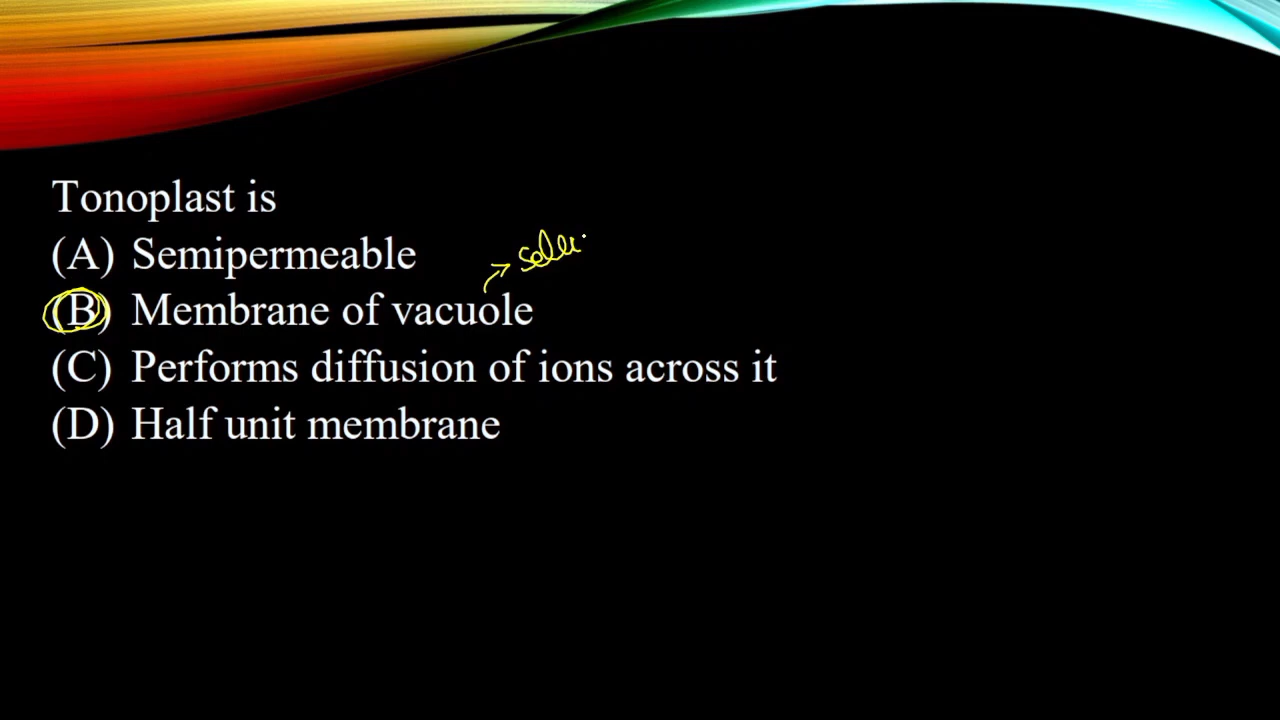 Tonoplast is
(A) Semipermeable
(B) Membrane of vacuole
(C) Performs diffusion of ions across it
(D) Half unit membrane